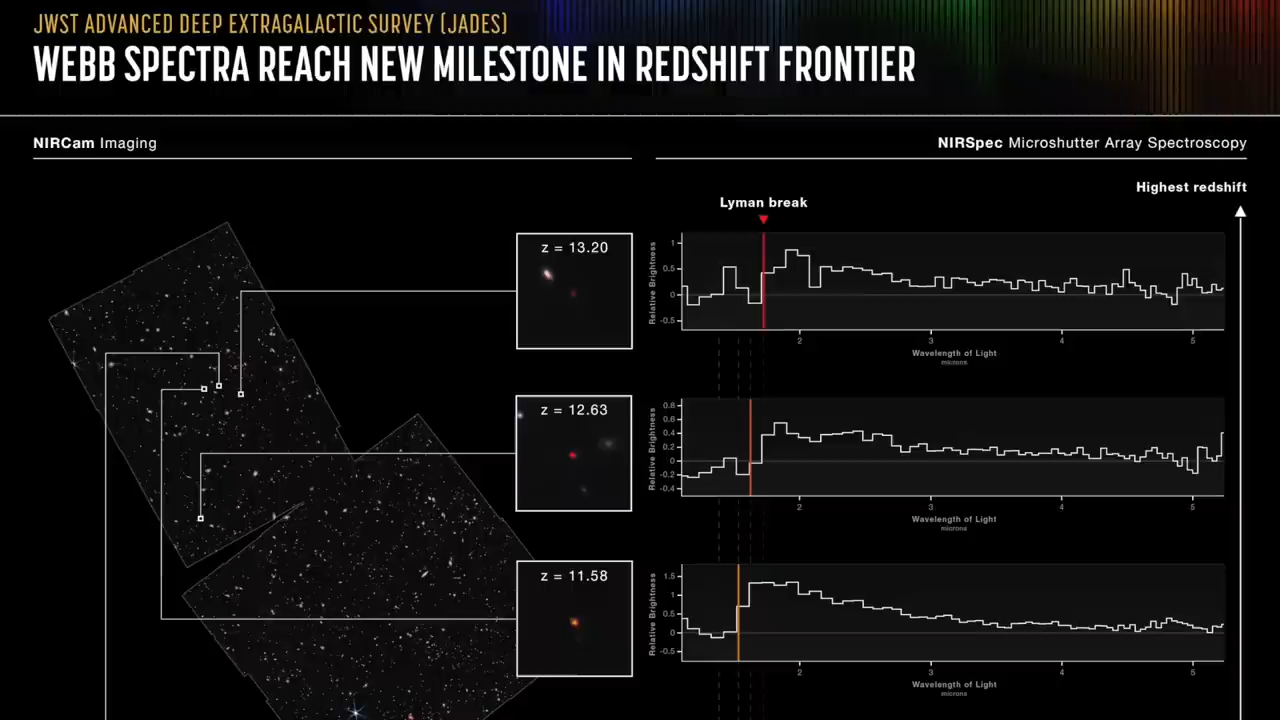 JWST ADVANCED DEEP EXTRAGALACTIC SURVEY (JADES)
WEBB SPECTRA REACH NEW MILESTONE IN REDSHIFT FRONTIER
NIRCam Imaging
NIRSpec Microshutter Array Spectroscopy
Highest redshift
Lyman break
z = 13.20
Relative Brightness
1
0.5
0
-0.5
2
3
4
5
Wavelength of Light
microns
z = 12.63
Relative Brightness
0.8
0.6
0.4
0.2
0
-0.2
-0.4
2
3
4
5
Wavelength of Light
microns
z = 11.58
Relative Brightness
1.5
1
0.5
0
-0.5
2
3
4
5
Wavelength of Light
microns